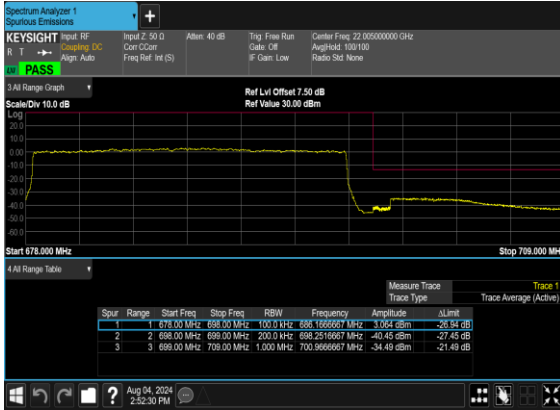 Spectrum Analyzer 1
Spurious Emissions
KEYSIGHT Input: RF Input Z: 50 Ω Atten: 40 dB Trig: Free Run Center Freq: 22.005000000 GHz
R T Coupling: DC Corr CCorr Gate: Off Avg|Hold: 100/100
Align: Auto Freq Ref: Int (S) IF Gain: Low Radio Std: None
PASS
3 All Range Graph
Ref Lvl Offset 7.50 dB
Scale/Div 10.0 dB Ref Value 30.00 dBm
Log
20.0
10.0
0.00
-10.0
-20.0
-30.0
-40.0
-50.0
-60.0
Start 678.000 MHz Stop 709.000 MH
4 All Range Table
Measure Trace Trace 1
Trace Type Trace Average (Active)
Spur Range Start Freq Stop Freq RBW Frequency Amplitude ΔLimit
1 1 678.00 MHz 698.00 MHz 100.0 kHz 686.1666667 MHz 3.064 dBm -26.94 dB
2 2 698.00 MHz 699.00 MHz 200.0 kHz 698.2516667 MHz -40.45 dBm -27.45 dB
3 3 699.00 MHz 709.00 MHz 1.000 MHz 700.9666667 MHz -34.49 dBm -21.49 dB
? Aug 04, 2024
2:52:30 PM